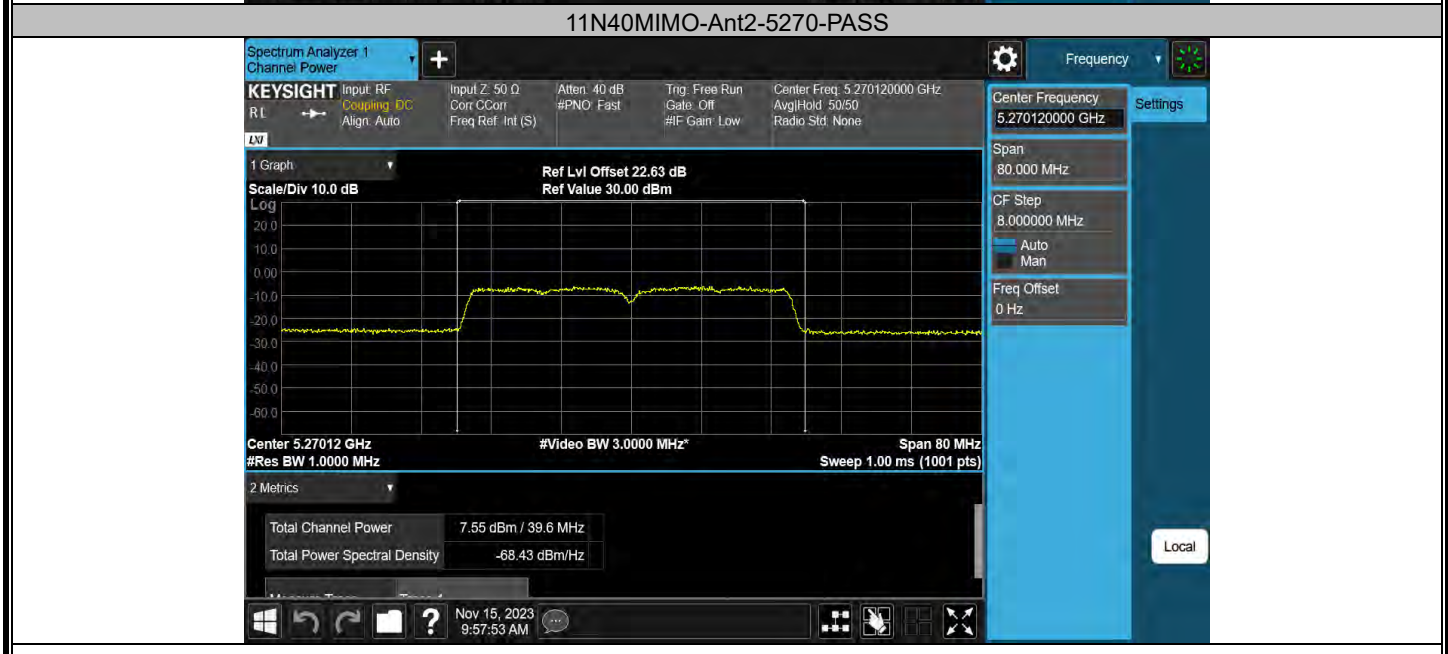 11N40MIMO-Ant2-5270-PASS
Spectrum Analyzer 1
Channel Power
+
Frequency
KEYSIGHT
RL
LXI
Input: RF
Coupling: DC
Align: Auto
Input Z: 50 Ω
Corr CCorr
Freq Ref: Int (S)
Atten: 40 dB
#PNO: Fast
Trig: Free Run
Gate: Off
#IF Gain: Low
Center Freq: 5.270120000 GHz
Avg|Hold: 50/50
Radio Std: None
Center Frequency
5.270120000 GHz
Settings
Span
80.000 MHz
CF Step
8.000000 MHz
Auto
Man
Freq Offset
0 Hz
1 Graph
Scale/Div 10.0 dB
Ref Lvl Offset 22.63 dB
Ref Value 30.00 dBm
Log
20.0
10.0
0.00
-10.0
-20.0
-30.0
-40.0
-50.0
-60.0
Center 5.27012 GHz
#Video BW 3.0000 MHz*
Span 80 MHz
#Res BW 1.0000 MHz
Sweep 1.00 ms (1001 pts)
2 Metrics
Total Channel Power 7.55 dBm / 39.6 MHz
Total Power Spectral Density -68.43 dBm/Hz
Local
?
Nov 15, 2023
9:57:53 AM